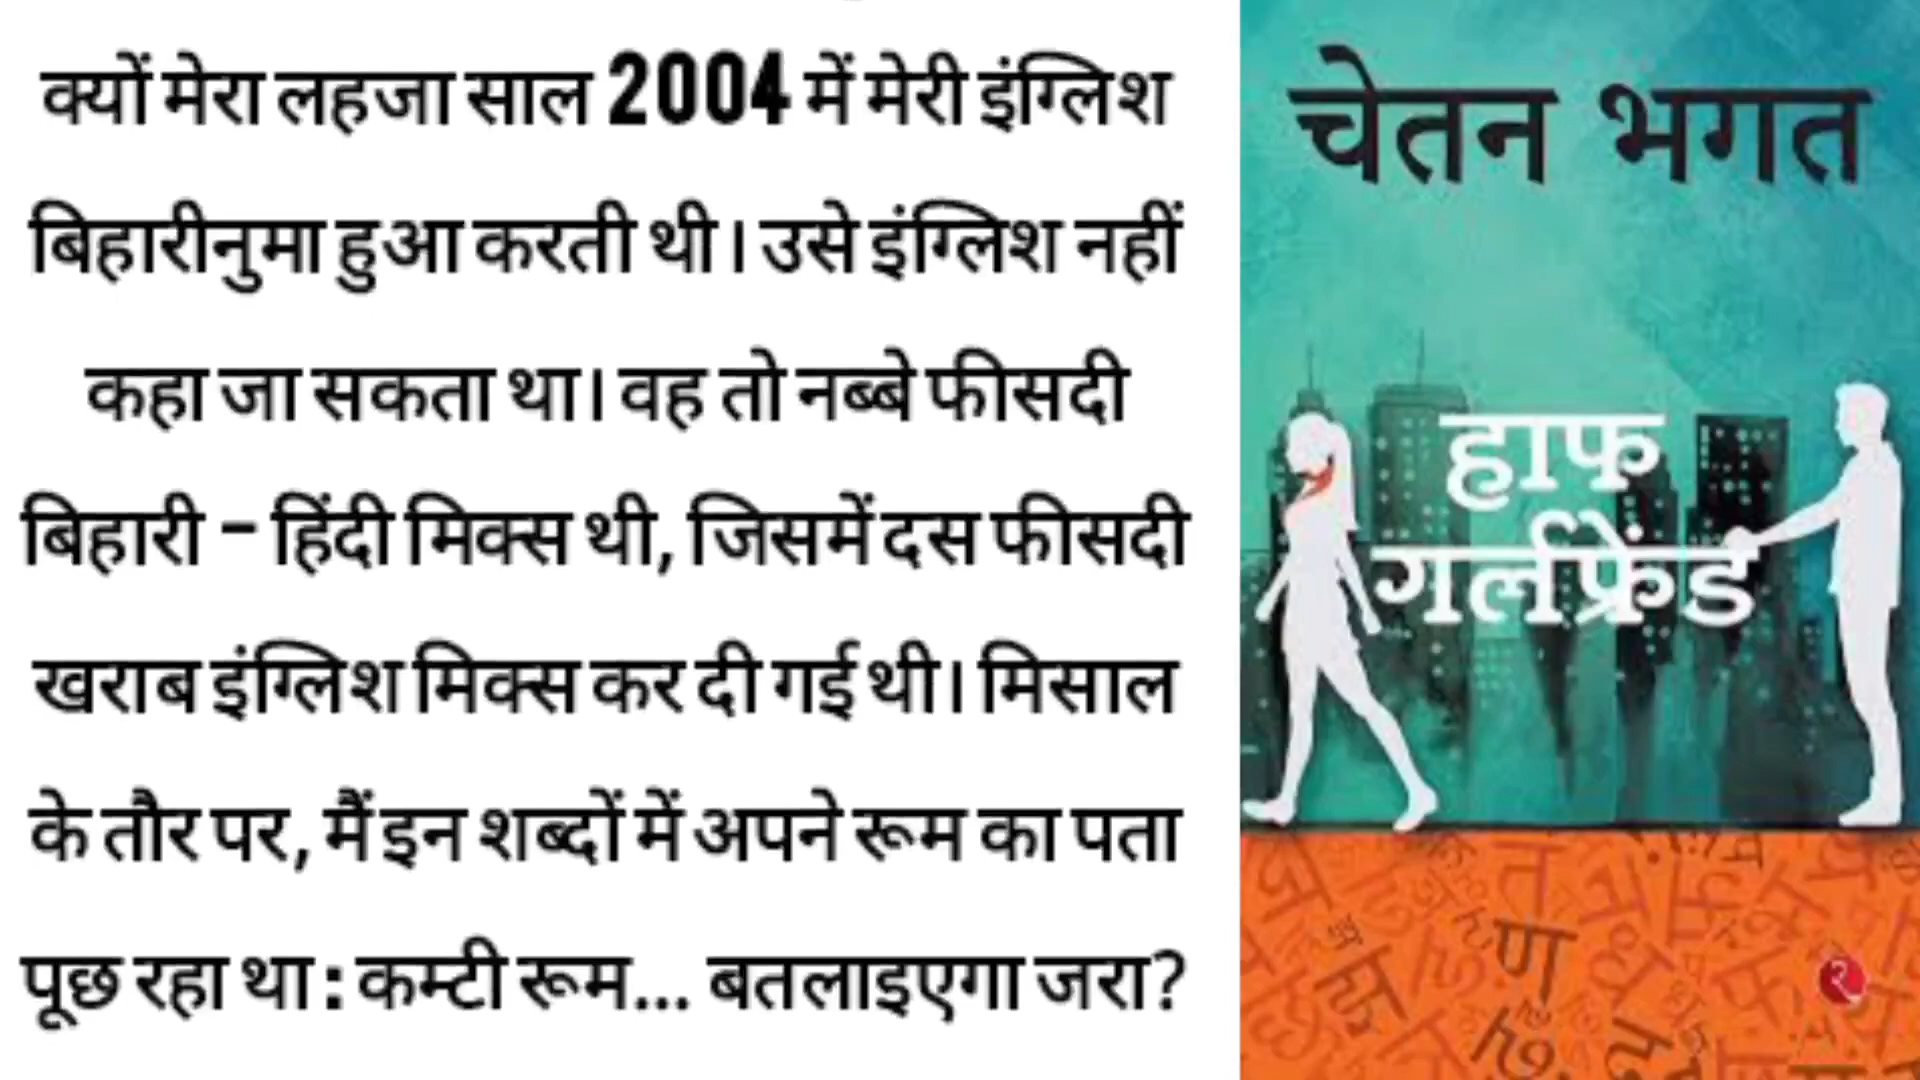 क्यों मेरा लहजा साल 2004 में मेरी इंग्लिश
बिहारीनुमा हुआ करती थी। उसे इंग्लिश नहीं
कहा जा सकता था। वह तो नब्बे फीसदी
बिहारी - हिंदी मिक्स थी, जिसमें दस फीसदी
खराब इंग्लिश मिक्स कर दी गई थी। मिसाल
के तौर पर, मैं इन शब्दों में अपने रूम का पता
पूछ रहा था : कम्टी रूम... बतलाइएगा जरा?
चेतन भगत
हाफ
गर्लफ्रेंड